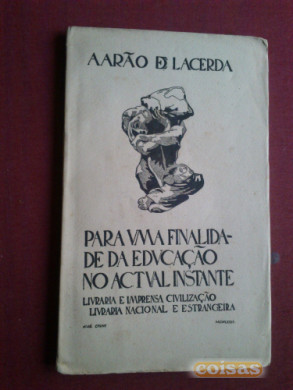 AARÃO DE LACERDA
PARA VMA FINALIDA-
DE DA EDVCAÇÃO
NO ACTVAL INSTANTE
LIVRARIA E IMPRENSA CIVILIZAÇÃO
LIVRARIA NACIONAL E ESTRANGEIRA
coisas